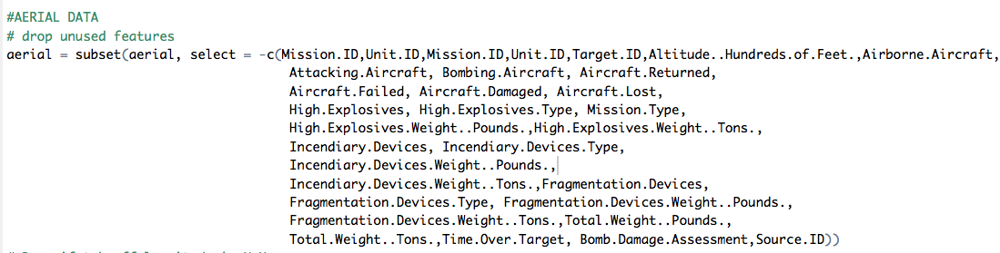 #AERIAL DATA
# drop unused features
aerial = subset(aerial, select = -c(Mission.ID,Unit.ID,Mission.ID,Unit.ID,Target.ID,Altitude..Hundreds.of.Feet.,Airborne.Aircraft,
Attacking.Aircraft, Bombing.Aircraft, Aircraft.Returned,
Aircraft.Failed, Aircraft.Damaged, Aircraft.Lost,
High.Explosives, High.Explosives.Type, Mission.Type,
High.Explosives.Weight..Pounds.,High.Explosives.Weight..Tons.,
Incendiary.Devices, Incendiary.Devices.Type,
Incendiary.Devices.Weight..Pounds.,
Incendiary.Devices.Weight..Tons.,Fragmentation.Devices,
Fragmentation.Devices.Type, Fragmentation.Devices.Weight..Pounds.,
Fragmentation.Devices.Weight..Tons.,Total.Weight..Pounds.,
Total.Weight..Tons.,Time.Over.Target, Bomb.Damage.Assessment,Source.ID))